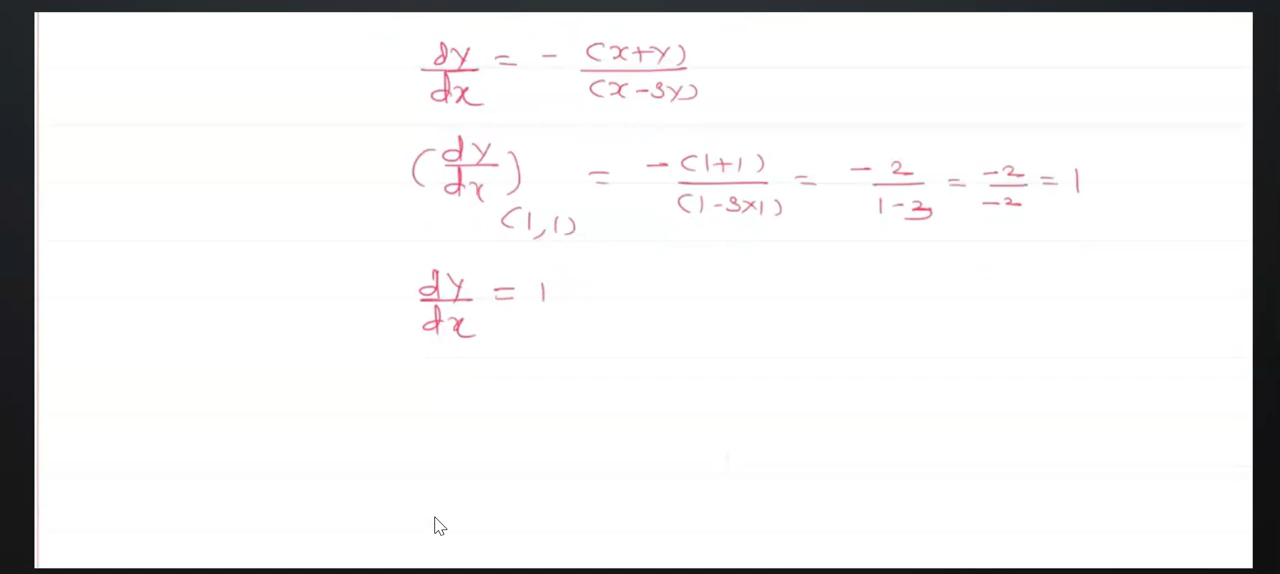 dy/dx = - (x+y)/(x-3y)
(dy/dx)(1,1) = -(1+1)/(1-3×1) = -2/1-3 = -2/-2 = 1
dy/dx = 1